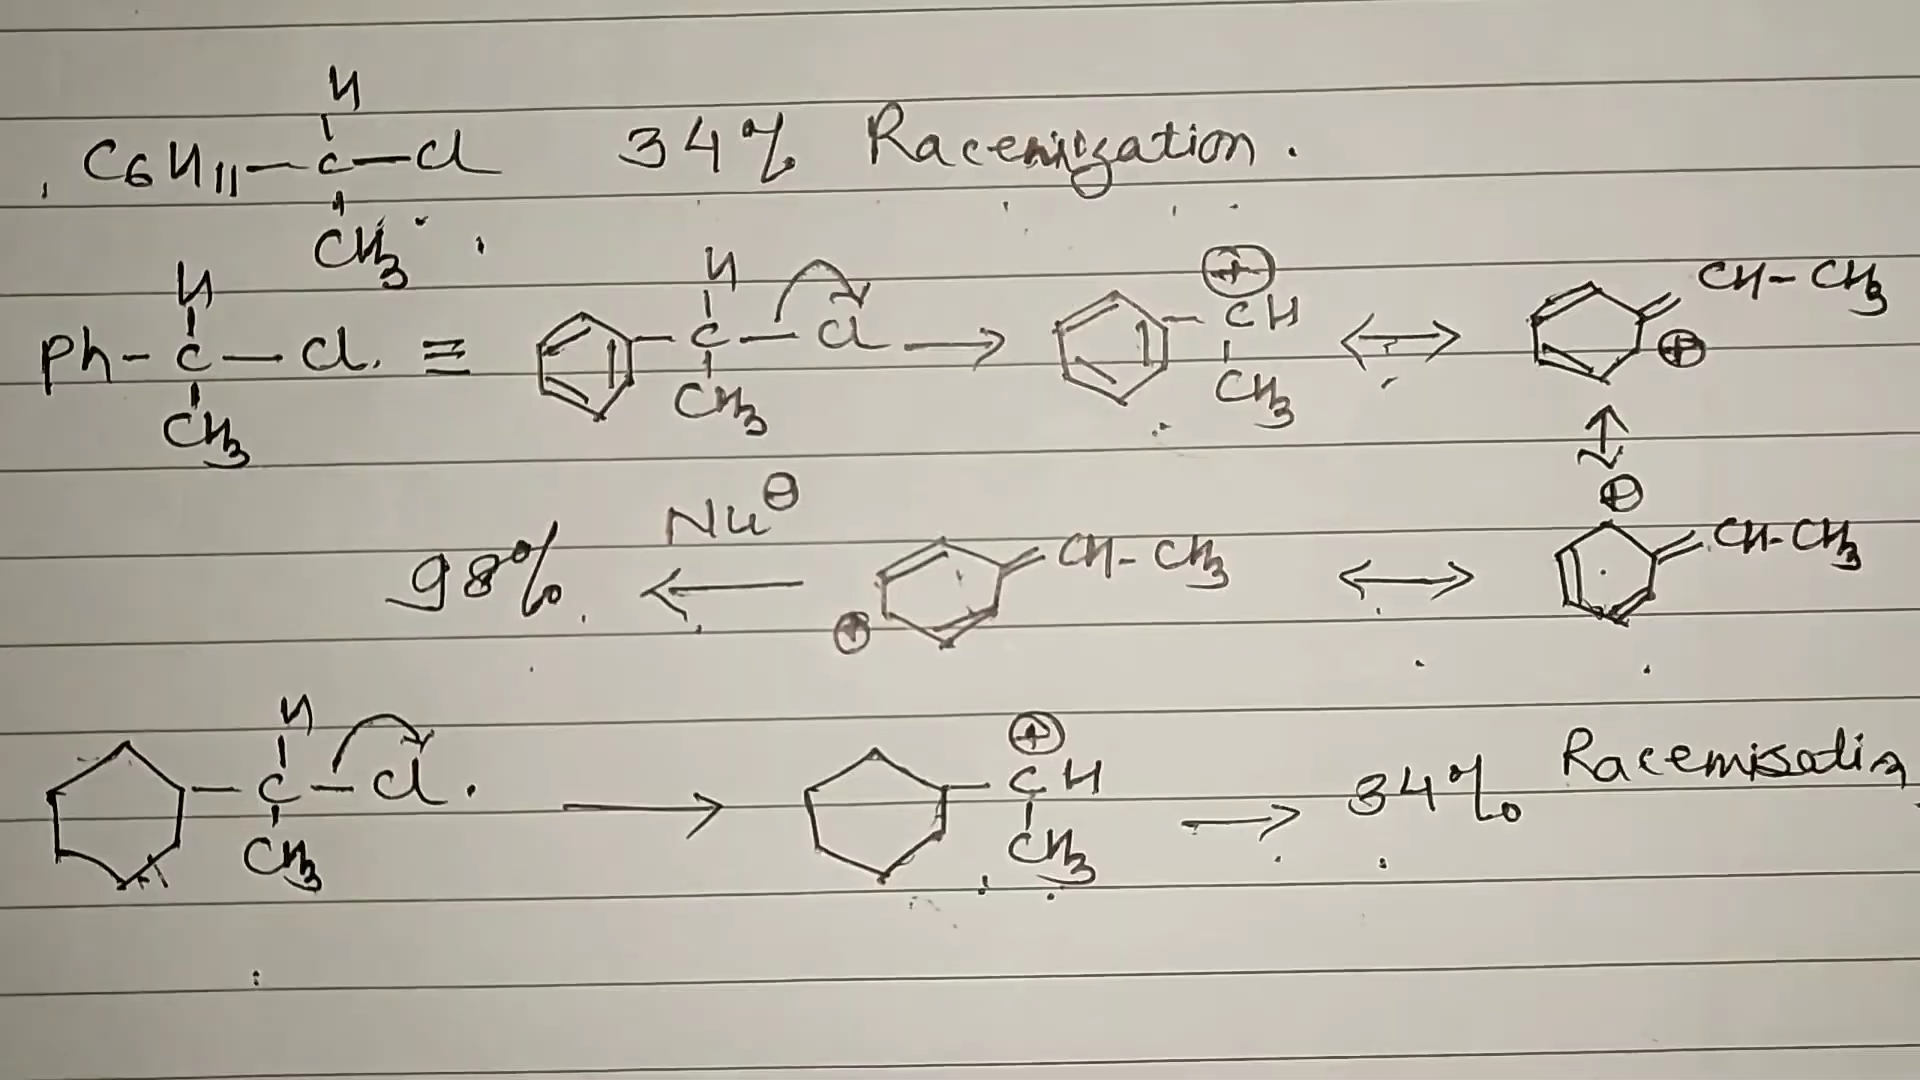 H
C6H11-C-Cl 34% Racemization.
CH3
H H ⊕ CH-CH3
Ph-C-Cl. ≡ C-Cl → CH ↔ ⊕
CH3 CH3 CH3 ↕
Nu⊖ ⊕
98% ← CH-CH3 ↔ CH-CH3
⊕
H ⊕ Racemisation
C-Cl. → CH → 34%
CH3 CH3